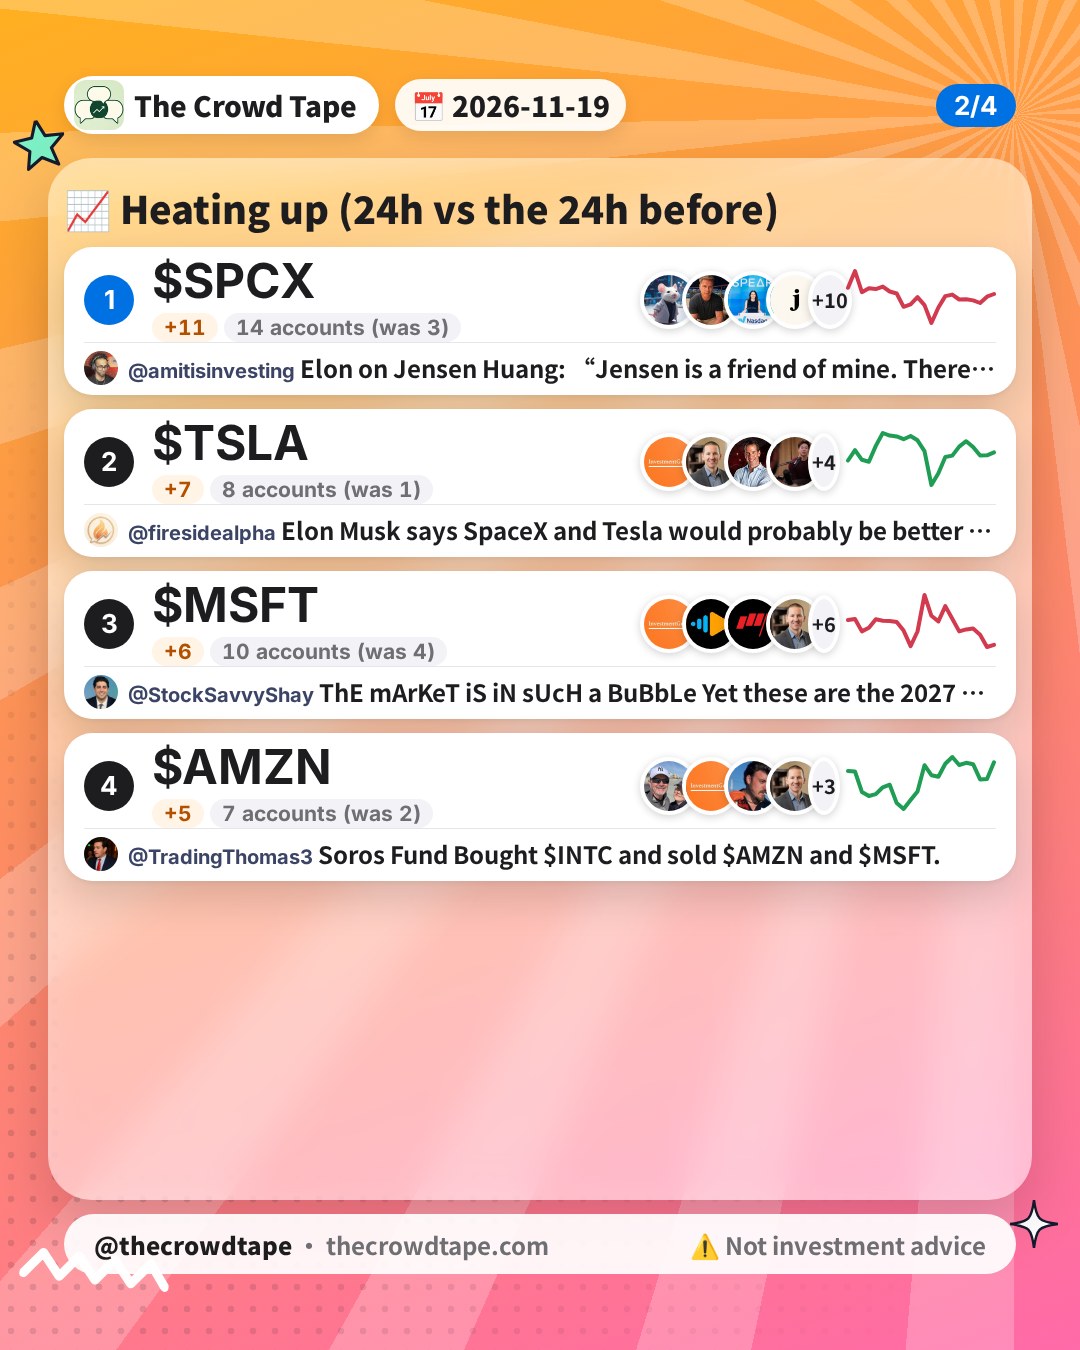 The Crowd Tape
July 17 2026-11-19
2/4
📈 Heating up (24h vs the 24h before)
1 $SPCX
SPEAR
Nasdaq
j +10
+11 14 accounts (was 3)
@amitisinvesting Elon on Jensen Huang: “Jensen is a friend of mine. There…
2 $TSLA
+4
+7 8 accounts (was 1)
@firesidealpha Elon Musk says SpaceX and Tesla would probably be better …
3 $MSFT
+6
+6 10 accounts (was 4)
@StockSavvyShay ThE mArKeT iS iN sUcH a BuBbLe Yet these are the 2027 …
4 $AMZN
+3
+5 7 accounts (was 2)
@TradingThomas3 Soros Fund Bought $INTC and sold $AMZN and $MSFT.
@thecrowdtape • thecrowdtape.com
⚠️ Not investment advice